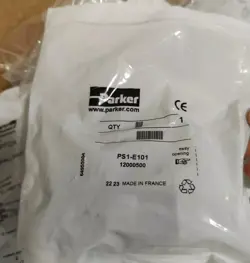 Parker
www.parker.com
CE
QTY
1
PS1-E101
12000500
easy
opening
22 23 MADE IN FRANCE